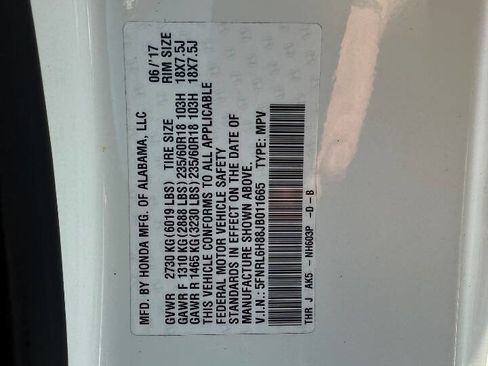 MFD. BY HONDA MFG. OF ALABAMA, LLC 06 /'17
GVWR 2730 KG(6019 LBS) TIRE SIZE RIM SIZE
GAWR F 1310 KG(2888 LBS) 235/60R18 103H 18X7.5J
GAWR R 1465 KG(3230 LBS) 235/60R18 103H 18X7.5J
THIS VEHICLE CONFORMS TO ALL APPLICABLE
FEDERAL MOTOR VEHICLE SAFETY
STANDARDS IN EFFECT ON THE DATE OF
MANUFACTURE SHOWN ABOVE.
V.I.N.: 5FNRL6H88JB011665 TYPE: MPV
THR J AK5 - NH603P -D - B